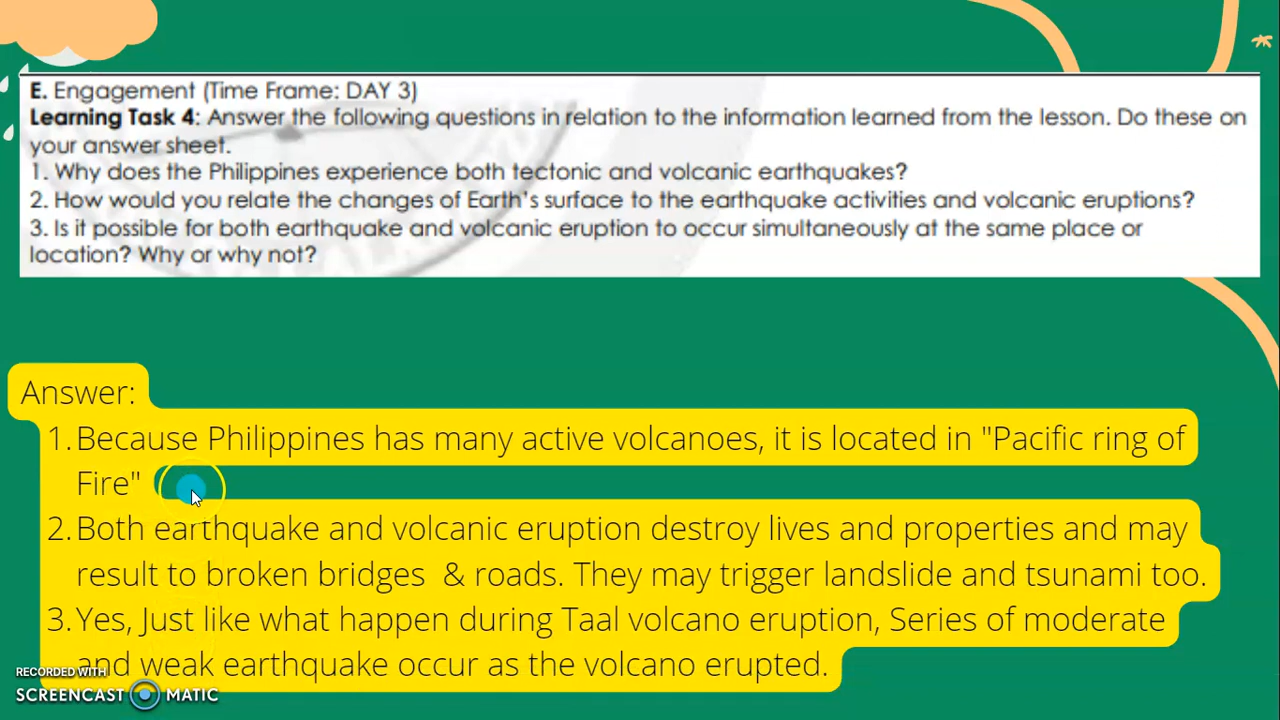 E. Engagement (Time Frame: DAY 3)
Learning Task 4: Answer the following questions in relation to the information learned from the lesson. Do these on
your answer sheet.
1. Why does the Philippines experience both tectonic and volcanic earthquakes?
2. How would you relate the changes of Earth's surface to the earthquake activities and volcanic eruptions?
3. Is it possible for both earthquake and volcanic eruption to occur simultaneously at the same place or
location? Why or why not?
Answer:
1. Because Philippines has many active volcanoes, it is located in "Pacific ring of
Fire"
2. Both earthquake and volcanic eruption destroy lives and properties and may
result to broken bridges & roads. They may trigger landslide and tsunami too.
3. Yes, Just like what happen during Taal volcano eruption, Series of moderate
and weak earthquake occur as the volcano erupted.
RECORDED WITH
SCREENCAST MATIC